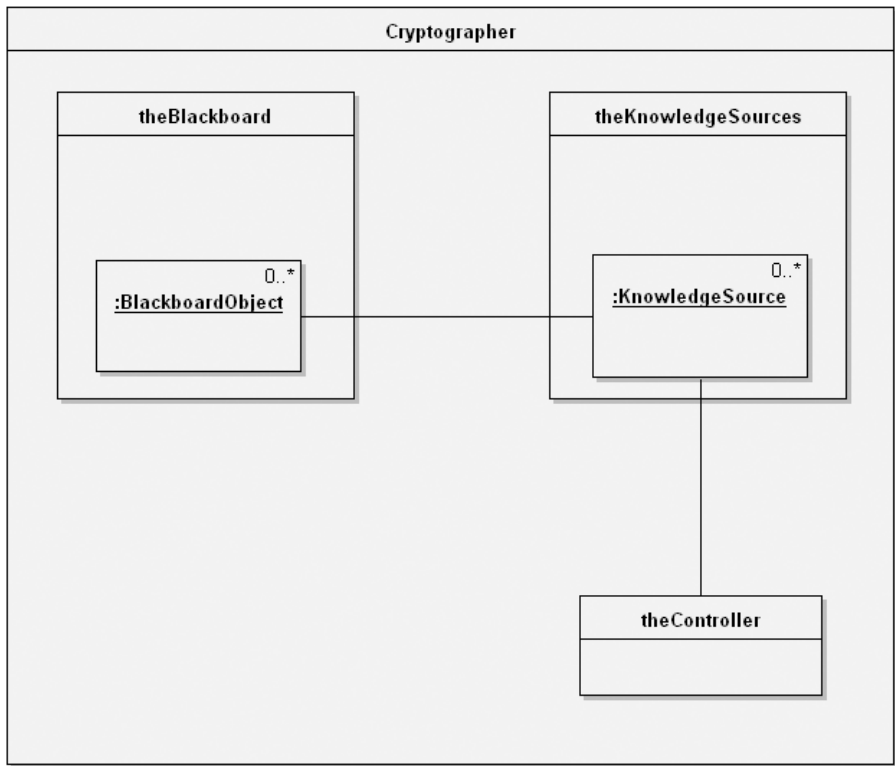 Cryptographer
theBlackboard
theKnowledgeSources
0..*
:BlackboardObject
0..*
:KnowledgeSource
theController